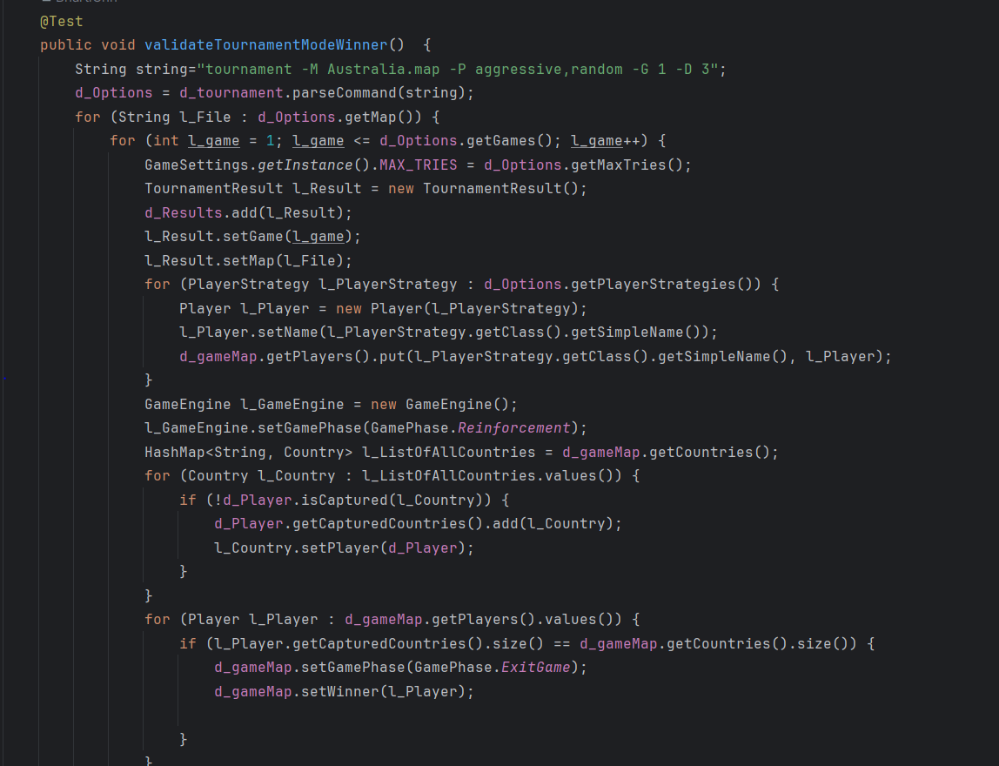 @Test
public void validateTournamentModeWinner()  {
    String string="tournament -M Australia.map -P aggressive,random -G 1 -D 3";
    d_Options = d_tournament.parseCommand(string);
    for (String l_File : d_Options.getMap()) {
        for (int l_game = 1; l_game <= d_Options.getGames(); l_game++) {
            GameSettings.getInstance().MAX_TRIES = d_Options.getMaxTries();
            TournamentResult l_Result = new TournamentResult();
            d_Results.add(l_Result);
            l_Result.setGame(l_game);
            l_Result.setMap(l_File);
            for (PlayerStrategy l_PlayerStrategy : d_Options.getPlayerStrategies()) {
                Player l_Player = new Player(l_PlayerStrategy);
                l_Player.setName(l_PlayerStrategy.getClass().getSimpleName());
                d_gameMap.getPlayers().put(l_PlayerStrategy.getClass().getSimpleName(), l_Player);
            }
            GameEngine l_GameEngine = new GameEngine();
            l_GameEngine.setGamePhase(GamePhase.Reinforcement);
            HashMap<String, Country> l_ListOfAllCountries = d_gameMap.getCountries();
            for (Country l_Country : l_ListOfAllCountries.values()) {
                if (!d_Player.isCaptured(l_Country)) {
                    d_Player.getCapturedCountries().add(l_Country);
                    l_Country.setPlayer(d_Player);
                }
            }
            for (Player l_Player : d_gameMap.getPlayers().values()) {
                if (l_Player.getCapturedCountries().size() == d_gameMap.getCountries().size()) {
                    d_gameMap.setGamePhase(GamePhase.ExitGame);
                    d_gameMap.setWinner(l_Player);

                }
            }